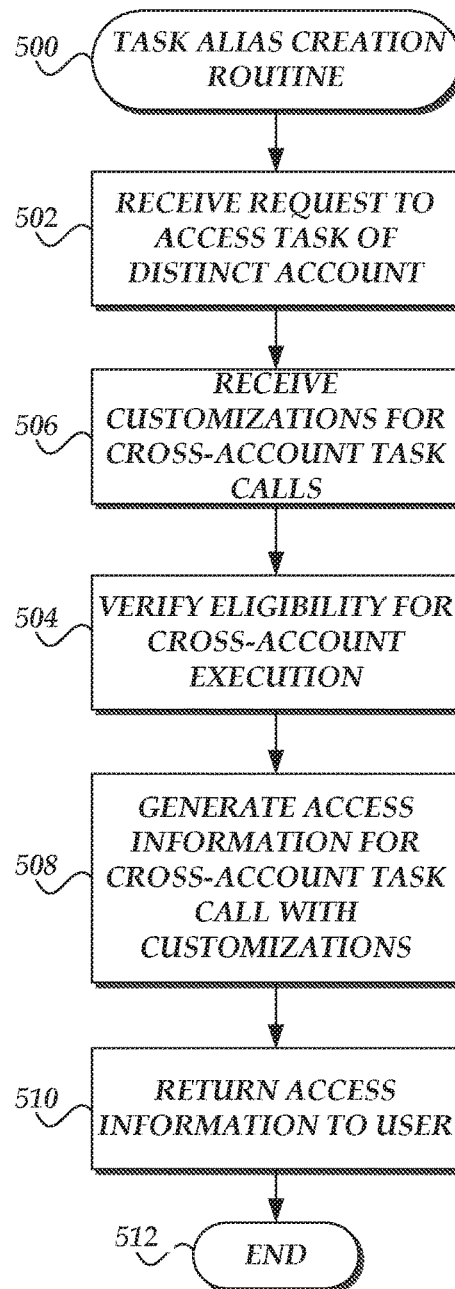 500
TASK ALIAS CREATION
ROUTINE
502
RECEIVE REQUEST TO
ACCESS TASK OF
DISTINCT ACCOUNT
506
RECEIVE
CUSTOMIZATIONS FOR
CROSS-ACCOUNT TASK
CALLS
504
VERIFY ELIGIBILITY FOR
CROSS-ACCOUNT
EXECUTION
508
GENERATE ACCESS
INFORMATION FOR
CROSS-ACCOUNT TASK
CALL WITH
CUSTOMIZATIONS
510
RETURN ACCESS
INFORMATION TO USER
512
END